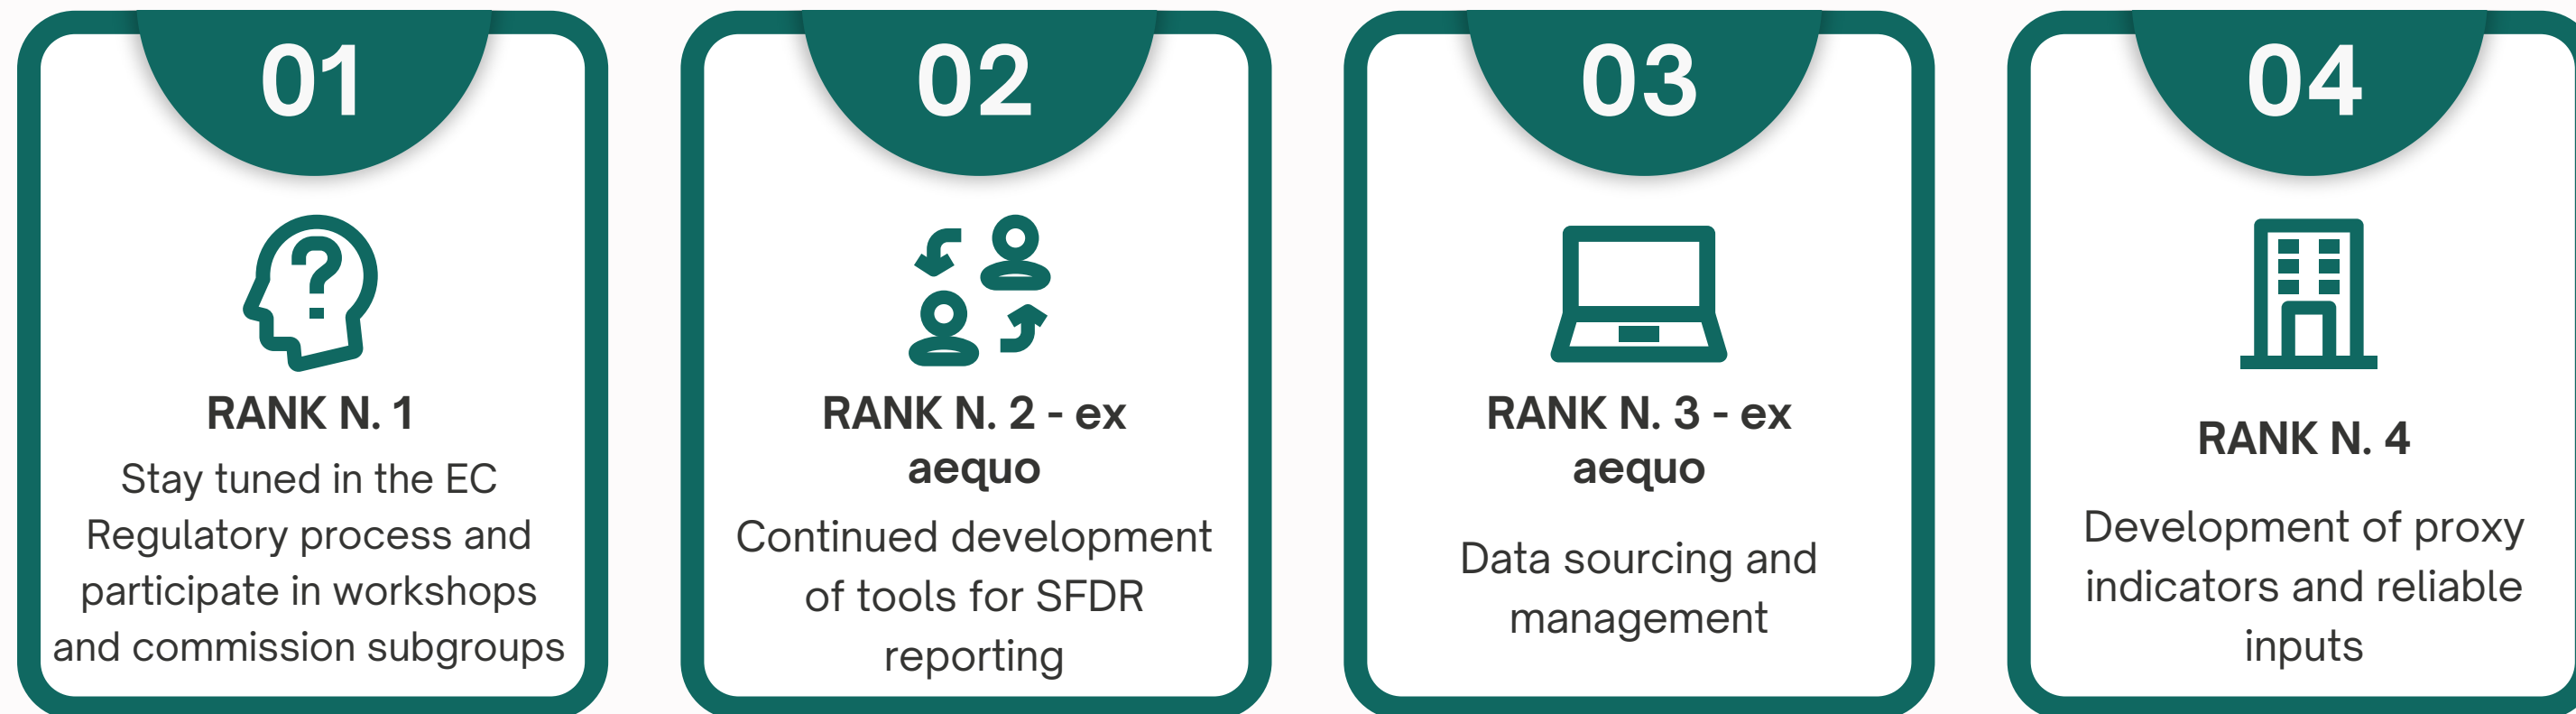 01
RANK N. 1
Stay tuned in the EC
Regulatory process and
participate in workshops
and commission subgroups
02
RANK N. 2 - ex
aequo
Continued development
of tools for SFDR
reporting
03
RANK N. 3 - ex
aequo
Data sourcing and
management
04
RANK N. 4
Development of proxy
indicators and reliable
inputs